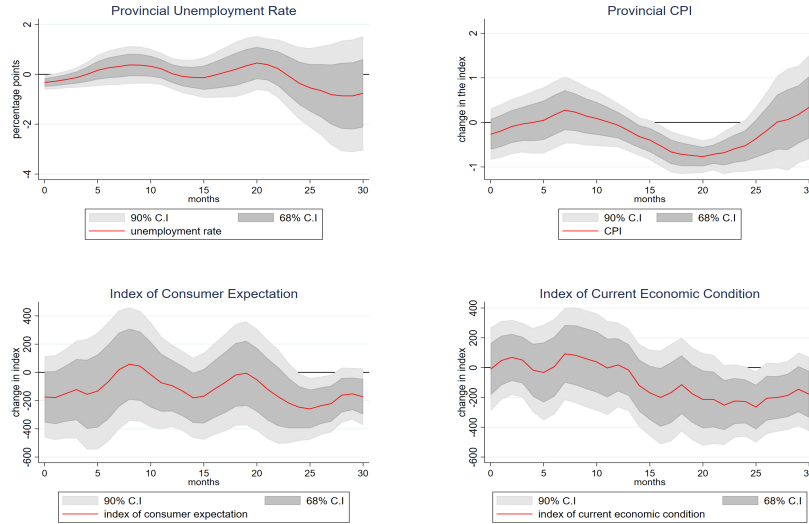 Provincial Unemployment Rate
percentage points
2
0
-2
-4
0 5 10 15 20 25 30
months
90% C.I 68% C.I
unemployment rate
Provincial CPI
change in the index
2
1
0
-1
0 5 10 15 20 25 30
months
90% C.I 68% C.I
CPI
Index of Consumer Expectation
change in index
400
200
0
-200
-400
-600
0 5 10 15 20 25 30
months
90% C.I 68% C.I
index of consumer expectation
Index of Current Economic Condition
change in index
400
200
0
-200
-400
-600
0 5 10 15 20 25 30
months
90% C.I 68% C.I
index of current economic condition